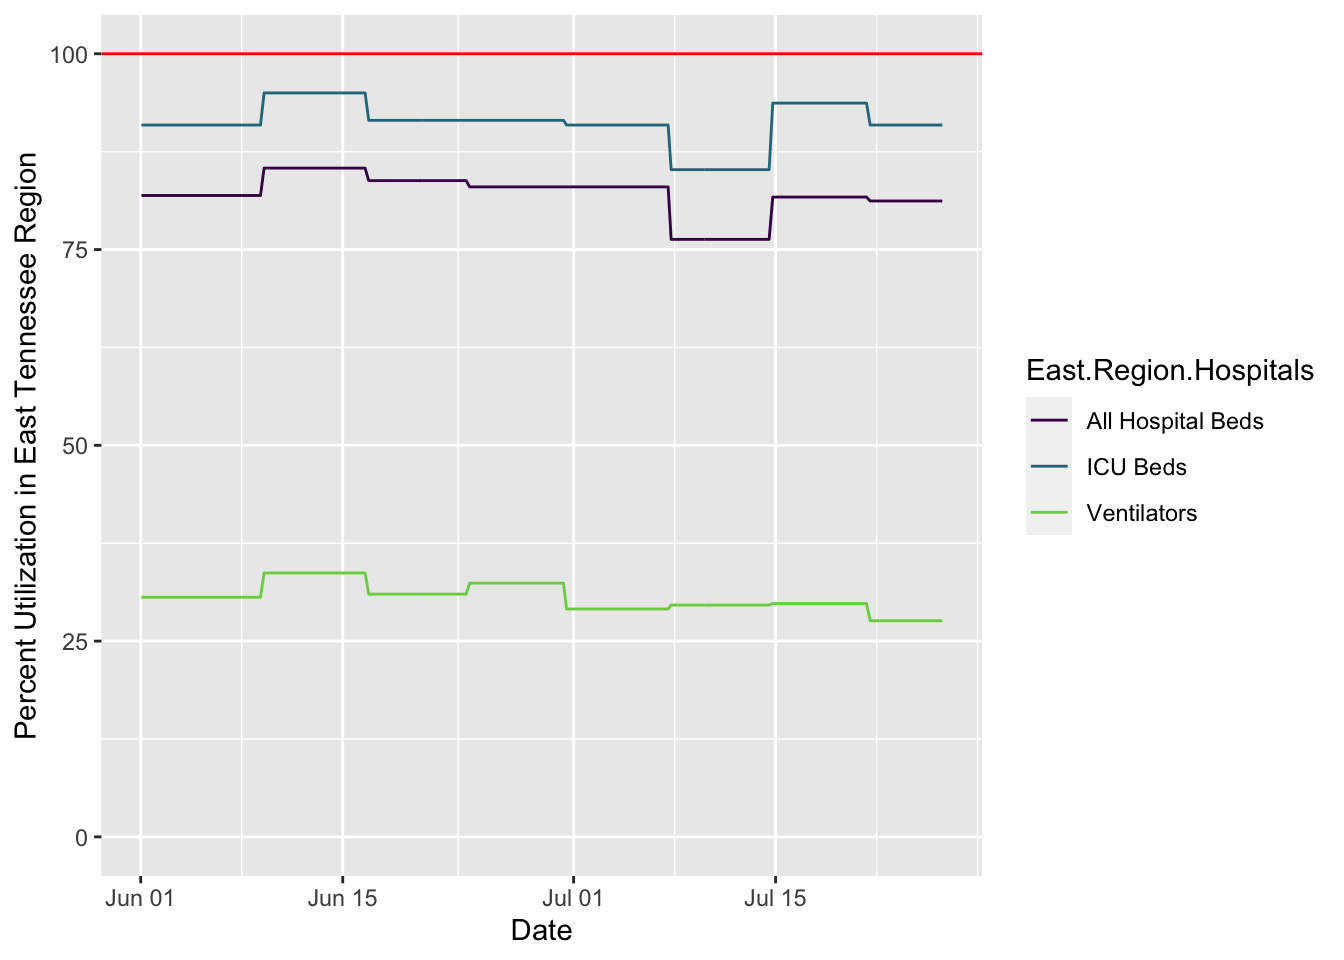 Percent Utilization in East Tennessee Region
100
75
50
25
0
Jun 01
Jun 15
Jul 01
Jul 15
Date
East.Region.Hospitals
All Hospital Beds
ICU Beds
Ventilators